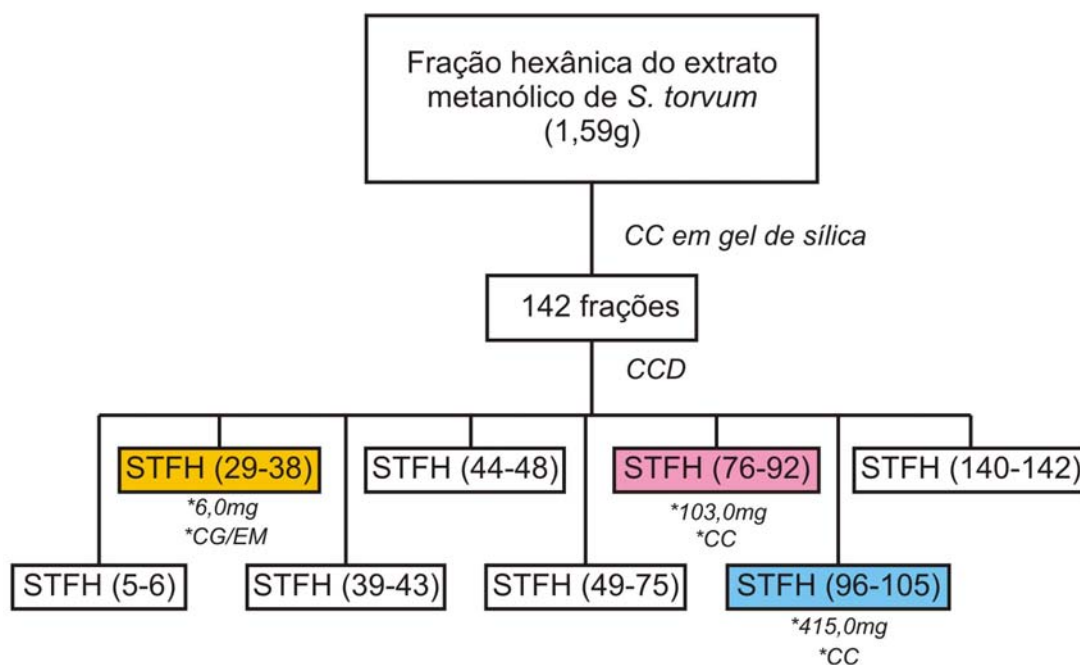 Fração hexânica do extrato
metanólico de S. torvum
(1,59g)
CC em gel de sílica
142 frações
CCD
STFH (29-38)
*6,0mg
*CG/EM
STFH (44-48)
STFH (76-92)
*103,0mg
*CC
STFH (140-142)
STFH (5-6)
STFH (39-43)
STFH (49-75)
STFH (96-105)
*415,0mg
*CC